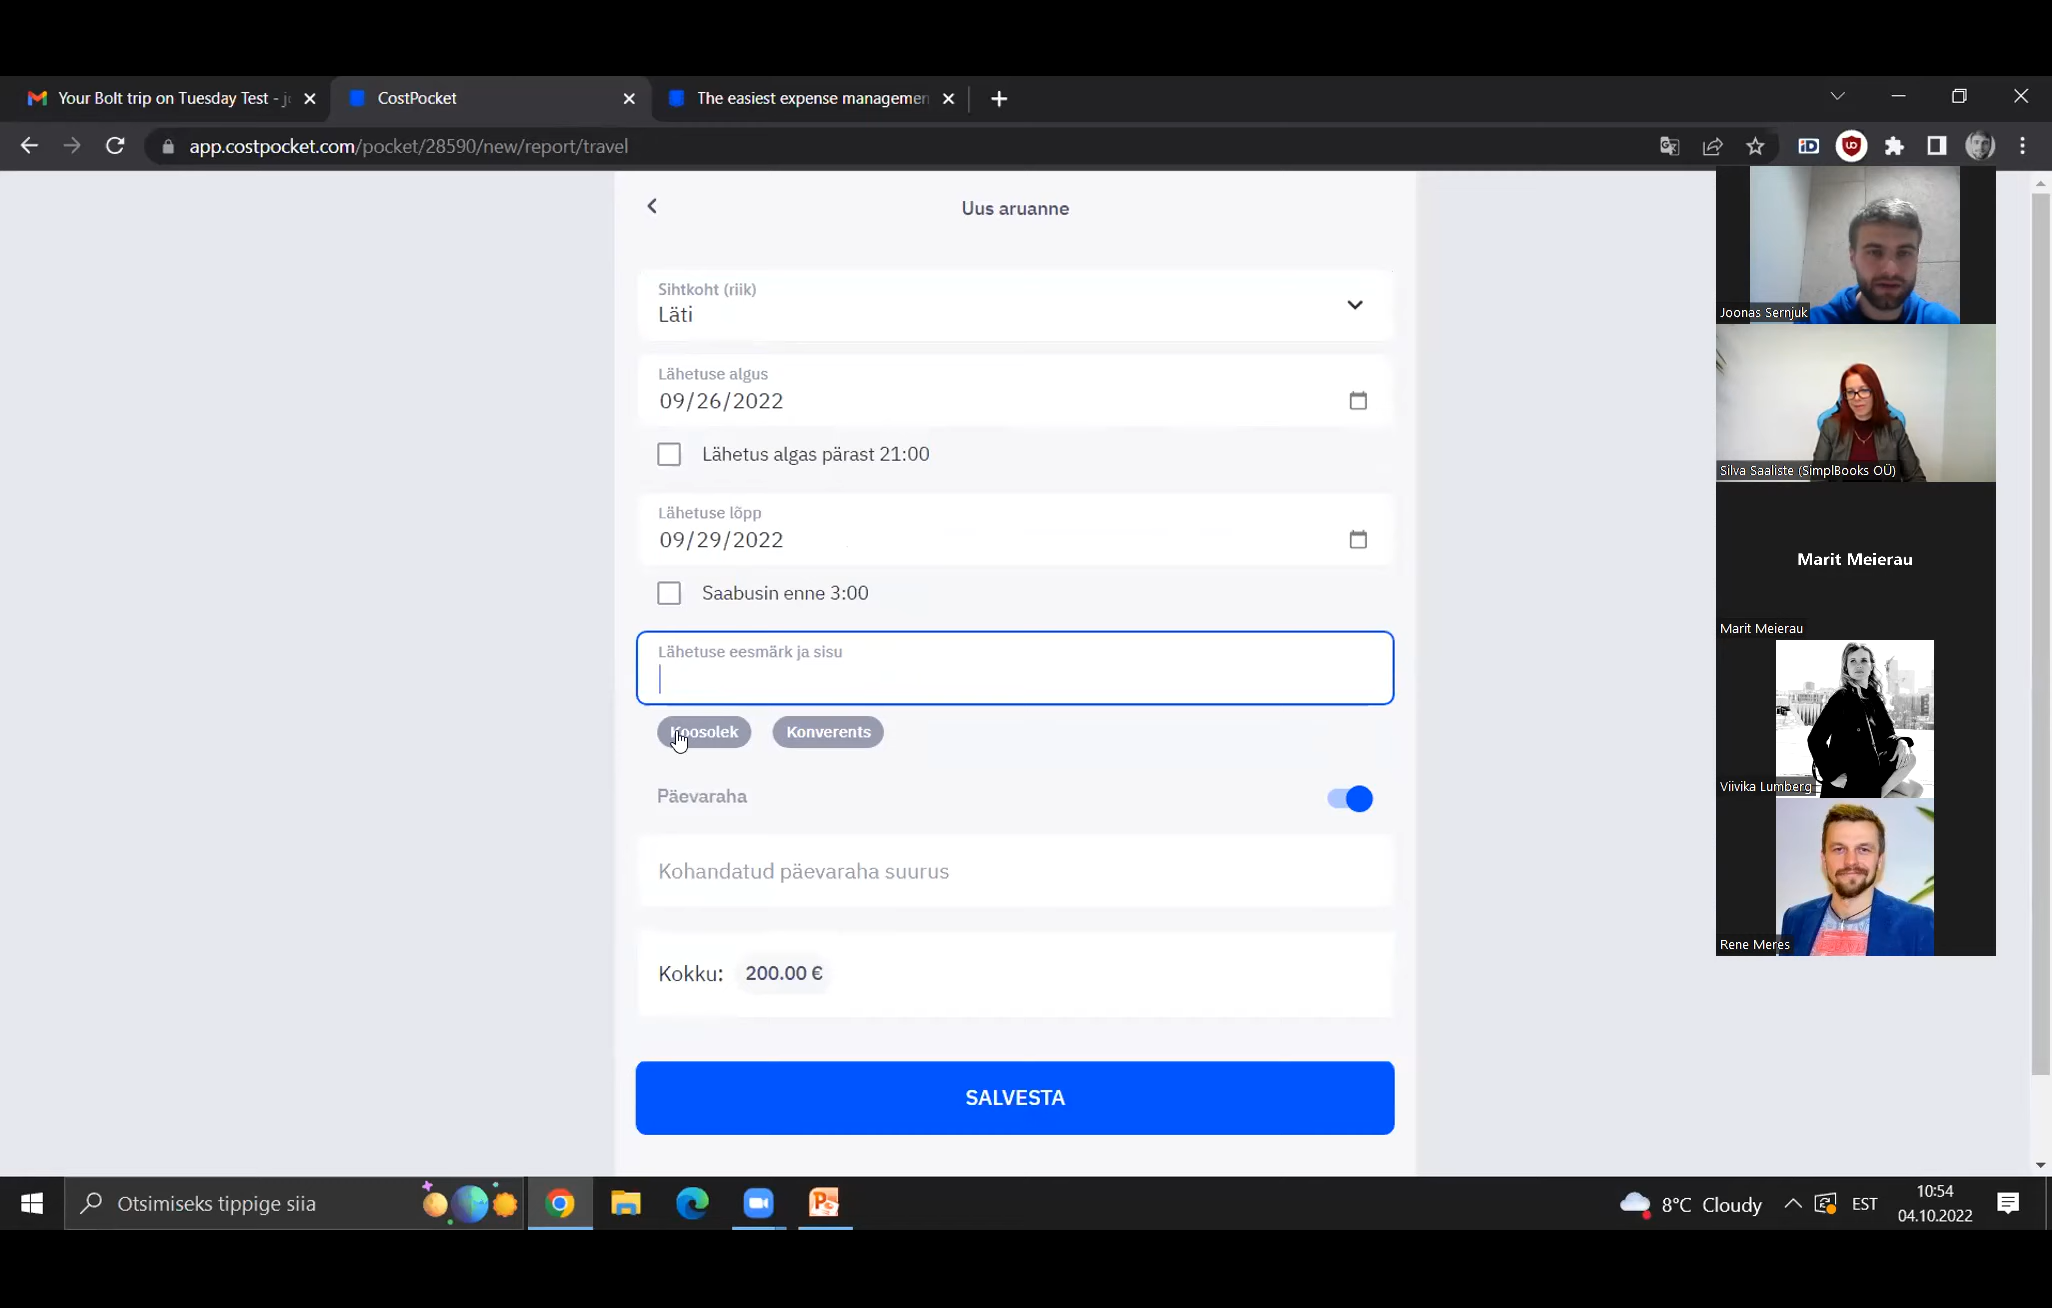 Your Bolt trip on Tuesday Test - j
CostPocket
The easiest expense managemen
app.costpocket.com/pocket/28590/new/report/travel
Uus aruanne
Sihtkoht (riik)
Läti
Lähetuse algus
09/26/2022
Lähetus algas pärast 21:00
Lähetuse lõpp
09/29/2022
Saabusin enne 3:00
Lähetuse eesmärk ja sisu
Koosolek
Konverents
Päevaraha
Kohandatud päevaraha suurus
Kokku: 200.00 €
SALVESTA
Joonas Sernjuk
Silva Saaliste (SimplBooks OÜ)
Marit Meierau
Marit Meierau
Viivika Lumberg
Rene Meres
Otsimiseks tippige siia
8°C Cloudy
EST
10:54
04.10.2022